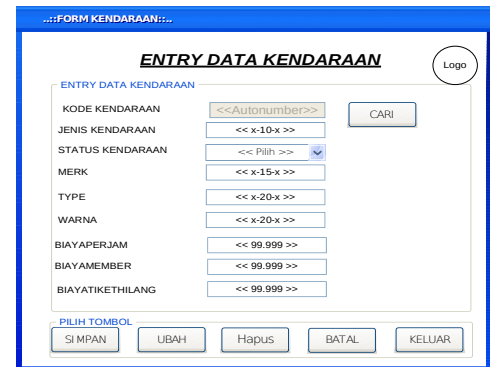 ..::FORM KENDARAAN::..
ENTRY DATA KENDARAAN
Logo
ENTRY DATA KENDARAAN
KODE KENDARAAN <<Autonumber>> CARI
JENIS KENDARAAN << x-10-x >>
STATUS KENDARAAN << Pilih >>
MERK << x-15-x >>
TYPE << x-20-x >>
WARNA << x-20-x >>
BIAYAPERJAM << 99.999 >>
BIAYAMEMBER << 99.999 >>
BIAYATIKETHILANG << 99.999 >>
PILIH TOMBOL
SIMPAN UBAH Hapus BATAL KELUAR